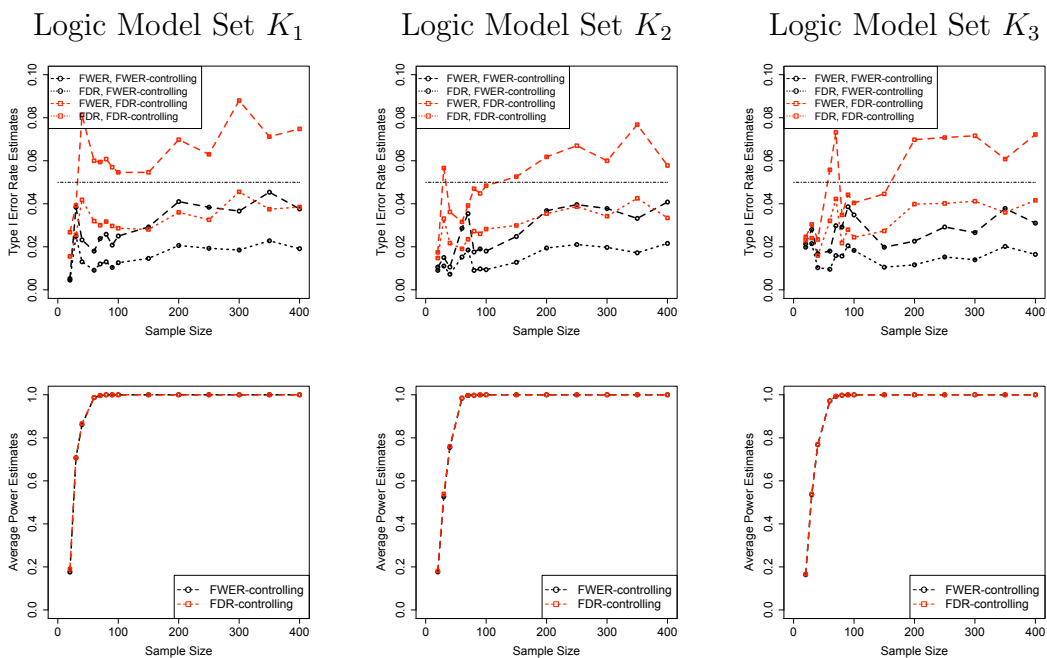 Logic Model Set K₁
Logic Model Set K₂
Logic Model Set K₃
Type I Error Rate Estimates
0.00 0.02 0.04 0.06 0.08 0.10
FWER, FWER-controlling
FDR, FWER-controlling
FWER, FDR-controlling
FDR, FDR-controlling
0 100 200 300 400
Sample Size
Type I Error Rate Estimates
0.00 0.02 0.04 0.06 0.08 0.10
FWER, FWER-controlling
FDR, FWER-controlling
FWER, FDR-controlling
FDR, FDR-controlling
0 100 200 300 400
Sample Size
Type I Error Rate Estimates
0.00 0.02 0.04 0.06 0.08 0.10
FWER, FWER-controlling
FDR, FWER-controlling
FWER, FDR-controlling
FDR, FDR-controlling
0 100 200 300 400
Sample Size
Average Power Estimates
0.0 0.2 0.4 0.6 0.8 1.0
FWER-controlling
FDR-controlling
0 100 200 300 400
Sample Size
Average Power Estimates
0.0 0.2 0.4 0.6 0.8 1.0
FWER-controlling
FDR-controlling
0 100 200 300 400
Sample Size
Average Power Estimates
0.0 0.2 0.4 0.6 0.8 1.0
FWER-controlling
FDR-controlling
0 100 200 300 400
Sample Size